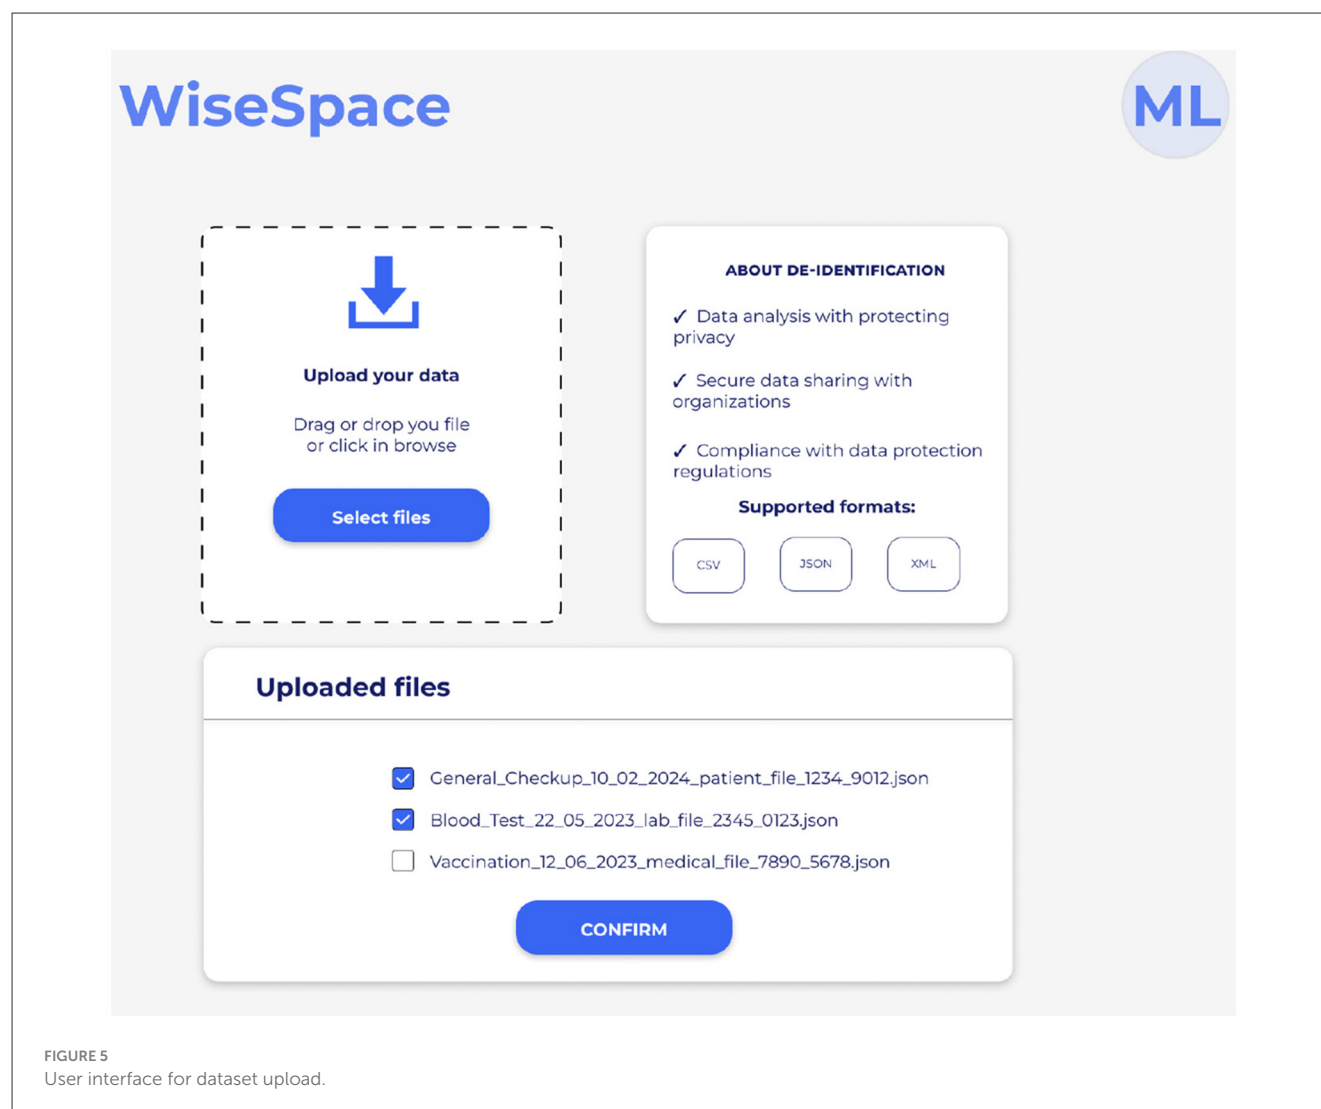 WiseSpace
ML
Upload your data
Drag or drop you file
or click in browse
Select files
ABOUT DE-IDENTIFICATION
✓ Data analysis with protecting
privacy
✓ Secure data sharing with
organizations
✓ Compliance with data protection
regulations
Supported formats:
CSV
JSON
XML
Uploaded files
General_Checkup_10_02_2024_patient_file_1234_9012.json
Blood_Test_22_05_2023_lab_file_2345_0123.json
Vaccination_12_06_2023_medical_file_7890_5678.json
CONFIRM
FIGURE 5
User interface for dataset upload.